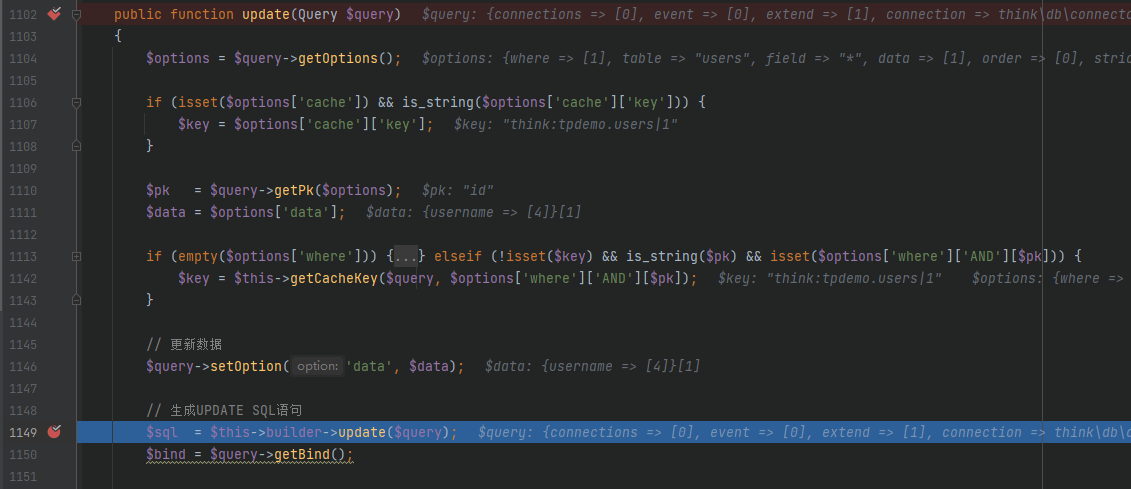 1102 public function update(Query $query) $query: {connections => [0], event => [0], extend => [1], connection => think\db\connecto
1103 {
1104 $options = $query->getOptions(); $options: {where => [1], table => "users", field => "*", data => [1], order => [0], stric
1105
1106 if (isset($options['cache']) && is_string($options['cache']['key'])) {
1107 $key = $options['cache']['key']; $key: "think:tpdemo.users|1"
1108 }
1109
1110 $pk = $query->getPk($options); $pk: "id"
1111 $data = $options['data']; $data: {username => [4]}[1]
1112
1113 if (empty($options['where'])) {...} elseif (!isset($key) && is_string($pk) && isset($options['where']['AND'][$pk])) {
1142 $key = $this->getCacheKey($query, $options['where']['AND'][$pk]); $key: "think:tpdemo.users|1" $options: {where =>
1143 }
1144
1145 // 更新数据
1146 $query->setOption( option: 'data', $data); $data: {username => [4]}[1]
1147
1148 // 生成UPDATE SQL语句
1149 $sql = $this->builder->update($query); $query: {connections => [0], event => [0], extend => [1], connection => think\db\c
1150 $bind = $query->getBind();
1151